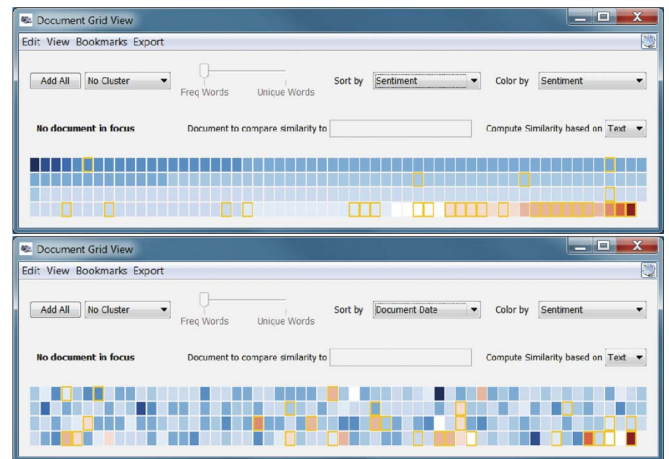 Document Grid View
Edit View Bookmarks Export
Add All No Cluster Freq Words Unique Words Sort by Sentiment Color by Sentiment
No document in focus Document to compare similarity to Compute Similarity based on Text
Document Grid View
Edit View Bookmarks Export
Add All No Cluster Freq Words Unique Words Sort by Document Date Color by Sentiment
No document in focus Document to compare similarity to Compute Similarity based on Text